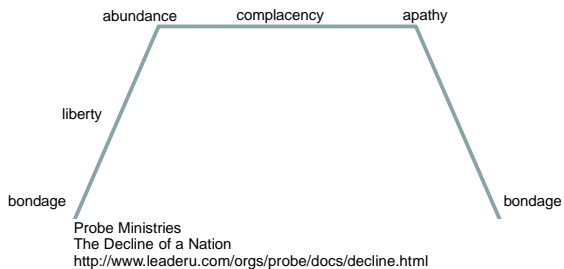 abundance complacency apathy
liberty
bondage bondage
Probe Ministries
The Decline of a Nation
http://www.leaderu.com/orgs/probe/docs/decline.html